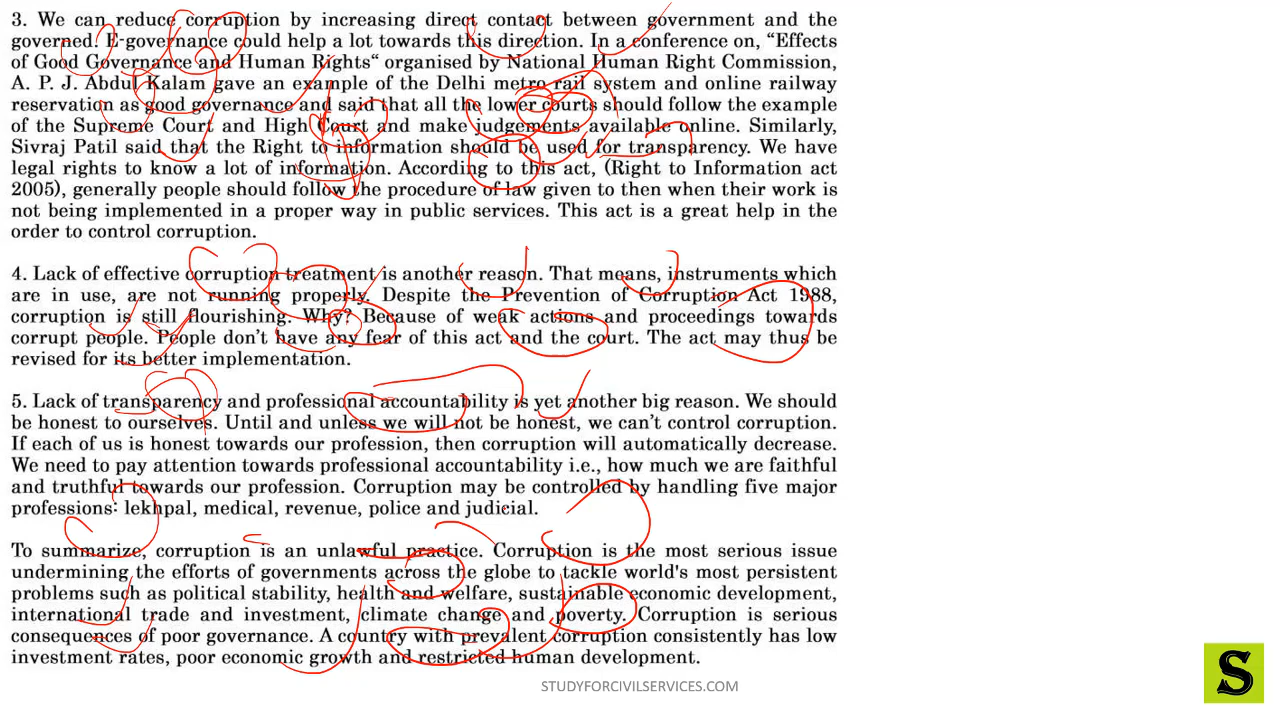 3. We can reduce corruption by increasing direct contact between government and the
governed. E-governance could help a lot towards this direction. In a conference on, “Effects
of Good Governance and Human Rights“ organised by National Human Right Commission,
A. P. J. Abdul Kalam gave an example of the Delhi metro rail system and online railway
reservation as good governance and said that all the lower courts should follow the example
of the Supreme Court and High Court and make judgements available online. Similarly,
Sivraj Patil said that the Right to information should be used for transparency. We have
legal rights to know a lot of information. According to this act, (Right to Information act
2005), generally people should follow the procedure of law given to then when their work is
not being implemented in a proper way in public services. This act is a great help in the
order to control corruption.
4. Lack of effective corruption treatment is another reason. That means, instruments which
are in use, are not running properly. Despite the Prevention of Corruption Act 1988,
corruption is still flourishing. Why? Because of weak actions and proceedings towards
corrupt people. People don’t have any fear of this act and the court. The act may thus be
revised for its better implementation.
5. Lack of transparency and professional accountability is yet another big reason. We should
be honest to ourselves. Until and unless we will not be honest, we can’t control corruption.
If each of us is honest towards our profession, then corruption will automatically decrease.
We need to pay attention towards professional accountability i.e., how much we are faithful
and truthful towards our profession. Corruption may be controlled by handling five major
professions: lekhpal, medical, revenue, police and judicial.
To summarize, corruption is an unlawful practice. Corruption is the most serious issue
undermining the efforts of governments across the globe to tackle world's most persistent
problems such as political stability, health and welfare, sustainable economic development,
international trade and investment, climate change and poverty. Corruption is serious
consequences of poor governance. A country with prevalent corruption consistently has low
investment rates, poor economic growth and restricted human development.
STUDYFORCIVILSERVICES.COM
S